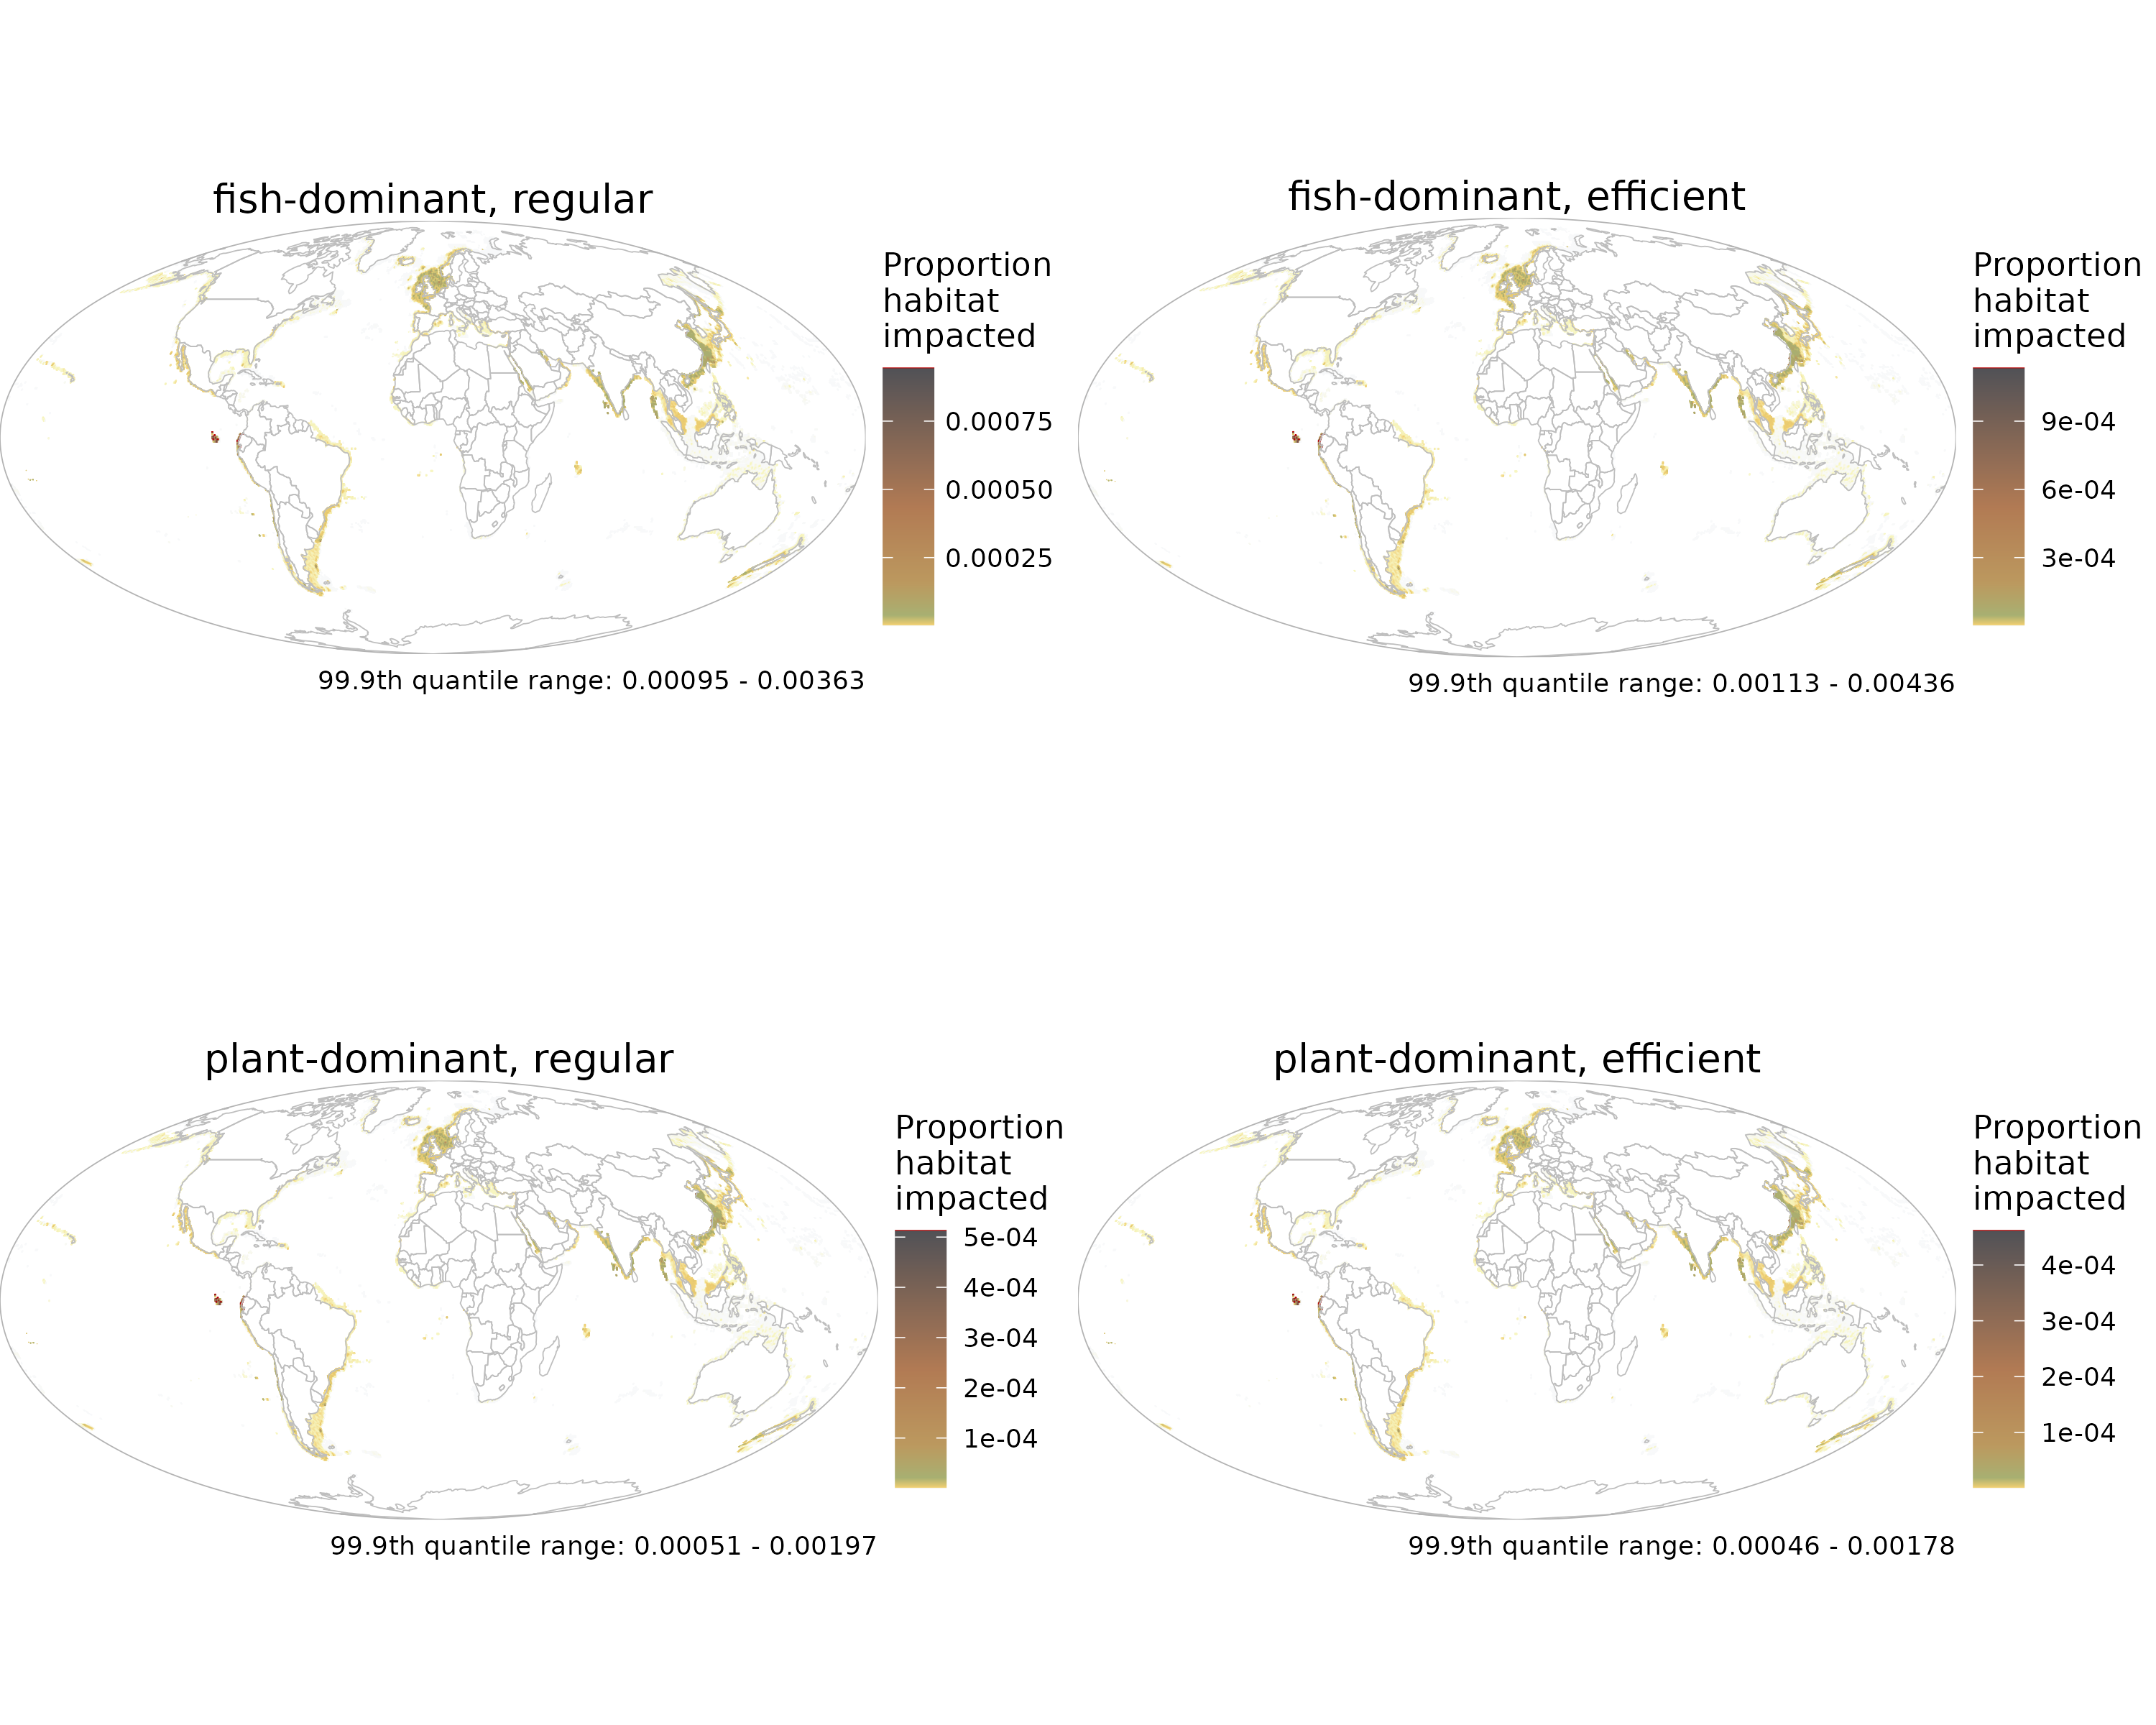 fish-dominant, regular
Proportion
habitat
impacted
0.00075
0.00050
0.00025
99.9th quantile range: 0.00095 - 0.00363
fish-dominant, efficient
Proportion
habitat
impacted
9e-04
6e-04
3e-04
99.9th quantile range: 0.00113 - 0.00436
plant-dominant, regular
Proportion
habitat
impacted
5e-04
4e-04
3e-04
2e-04
1e-04
99.9th quantile range: 0.00051 - 0.00197
plant-dominant, efficient
Proportion
habitat
impacted
4e-04
3e-04
2e-04
1e-04
99.9th quantile range: 0.00046 - 0.00178